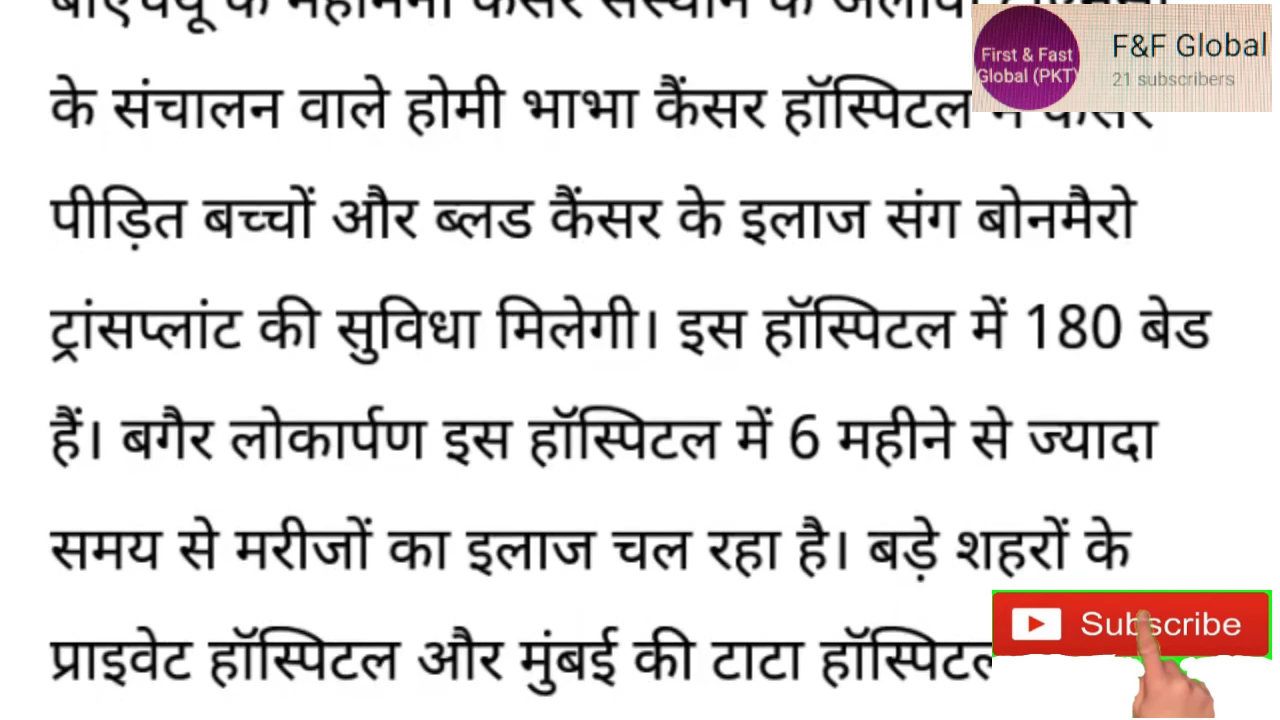 के संचालन वाले होमी भाभा कैंसर हॉस्पिटल में कैंसर
पीड़ित बच्चों और ब्लड कैंसर के इलाज संग बोनमैरो
ट्रांसप्लांट की सुविधा मिलेगी। इस हॉस्पिटल में 180 बेड
हैं। बगैर लोकार्पण इस हॉस्पिटल में 6 महीने से ज्यादा
समय से मरीजों का इलाज चल रहा है। बड़े शहरों के
प्राइवेट हॉस्पिटल और मुंबई की टाटा हॉस्पिटल
First & Fast
Global (PKT)
F&F Global
21 subscribers
Subscribe